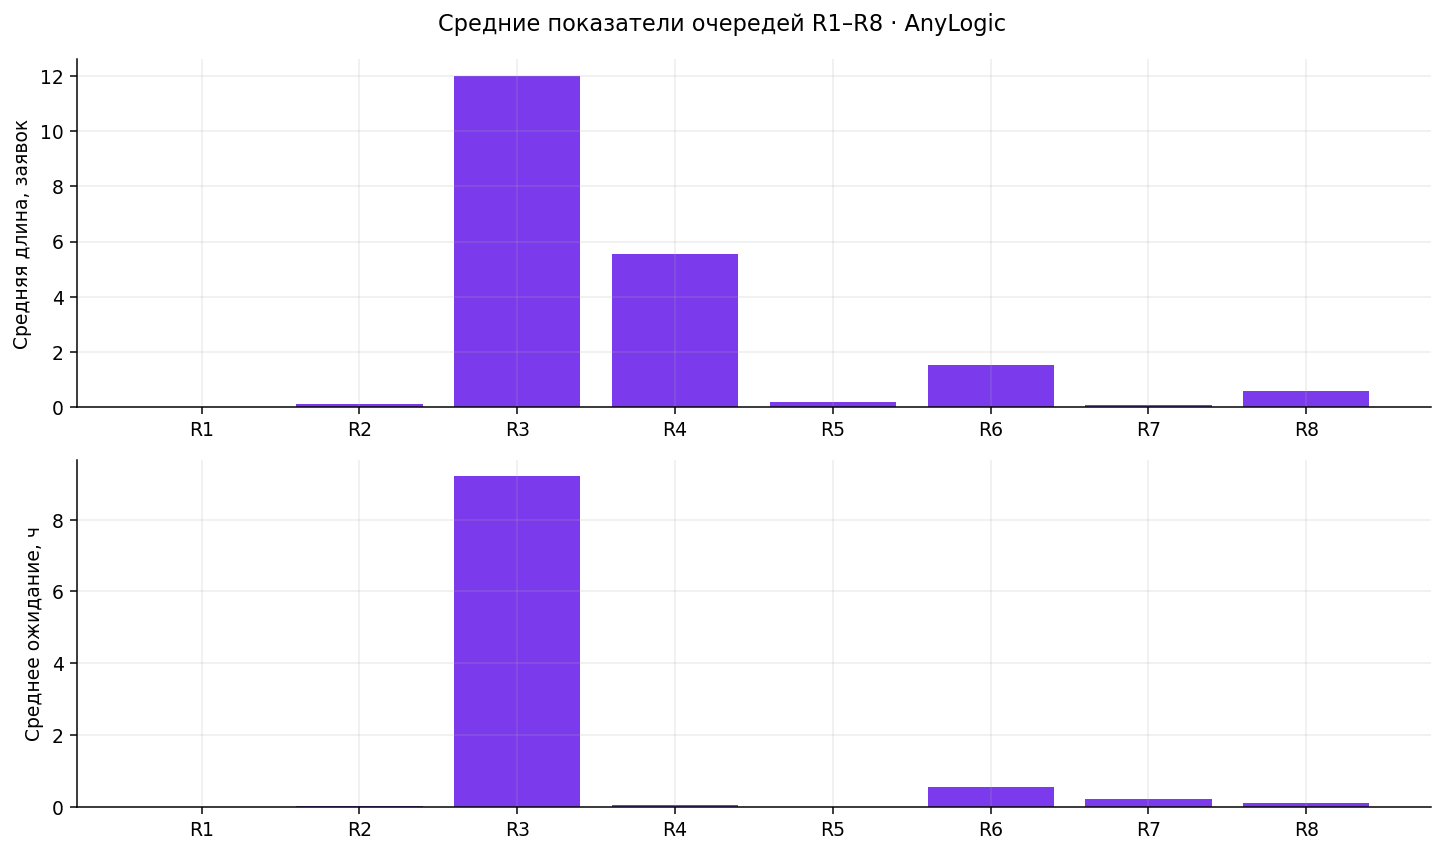 Средние показатели очередей R1–R8 · AnyLogic
Средняя длина, заявок
12
10
8
6
4
2
0
R1 R2 R3 R4 R5 R6 R7 R8
Среднее ожидание, ч
8
6
4
2
0
R1 R2 R3 R4 R5 R6 R7 R8